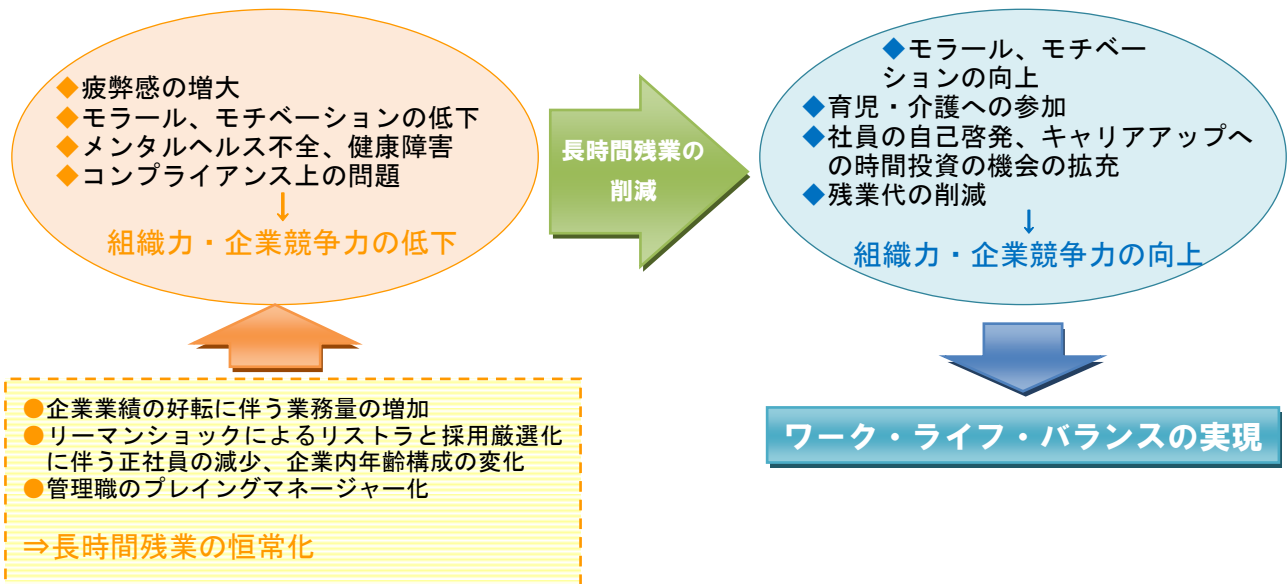 ◆疲弊感の増大
◆モラール、モチベーションの低下
◆メンタルヘルス不全、健康障害
◆コンプライアンス上の問題
↓
組織力・企業競争力の低下
長時間残業の
削減
◆モラール、モチベー
ションの向上
◆育児・介護への参加
◆社員の自己啓発、キャリアアップへ
の時間投資の機会の拡充
◆残業代の削減
↓
組織力・企業競争力の向上
●企業業績の好転に伴う業務量の増加
●リーマンショックによるリストラと採用厳選化
に伴う正社員の減少、企業内年齢構成の変化
●管理職のプレイングマネージャー化
⇒長時間残業の恒常化
ワーク・ライフ・バランスの実現